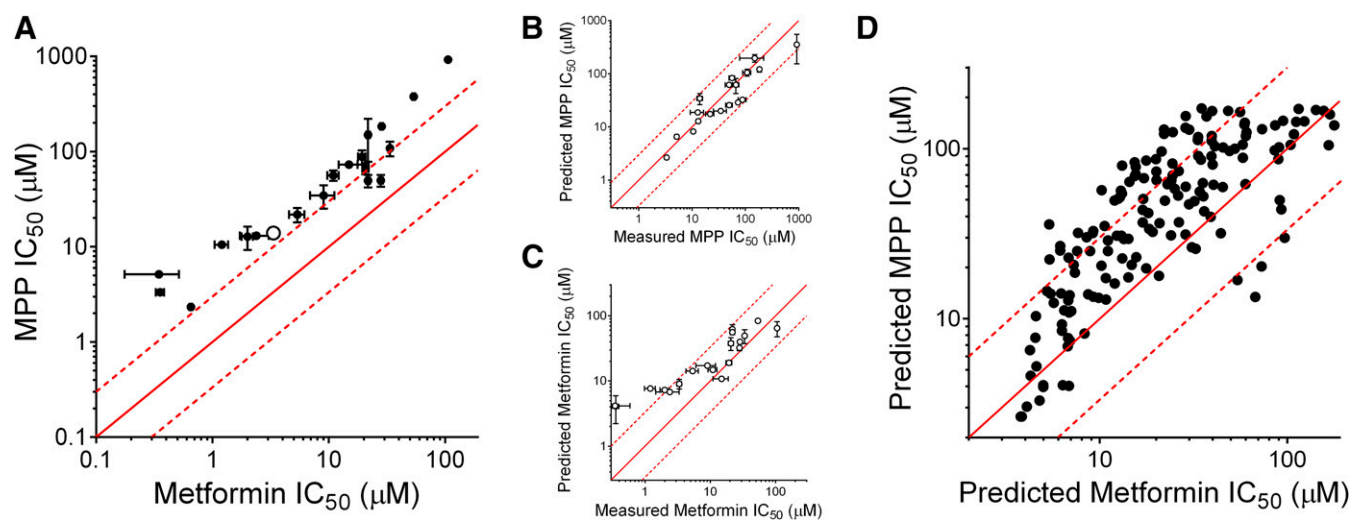 A
MPP IC50 (μM)
1000
100
10
1
0.1
0.1
1
10
100
Metformin IC50 (μM)
B
Predicted MPP IC50 (μM)
1000
100
10
1
1
10
100
1000
Measured MPP IC50 (μM)
C
Predicted Metformin IC50 (μM)
100
10
1
1
10
100
Measured Metformin IC50 (μM)
D
Predicted MPP IC50 (μM)
100
10
10
100
Predicted Metformin IC50 (μM)